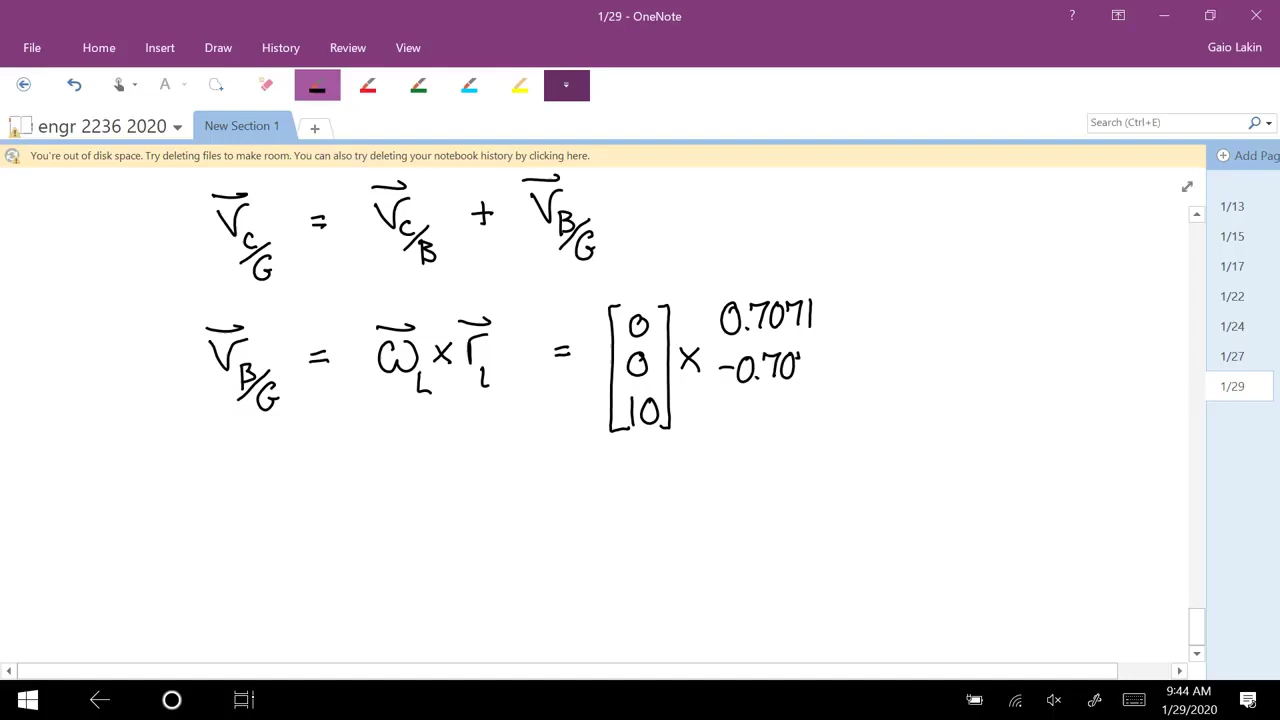 1/29 - OneNote
?
File Home Insert Draw History Review View Gaio Lakin
A
engr 2236 2020 New Section 1 + Search (Ctrl+E)
You're out of disk space. Try deleting files to make room. You can also try deleting your notebook history by clicking here.
Add Pag
1/13
1/15
1/17
1/22
1/24
1/27
1/29
V C/G = V C/B + V B/G
V B/G = ω L × r L = [ 0 0 10 ] × 0.7071 -0.70
9:44 AM
1/29/2020